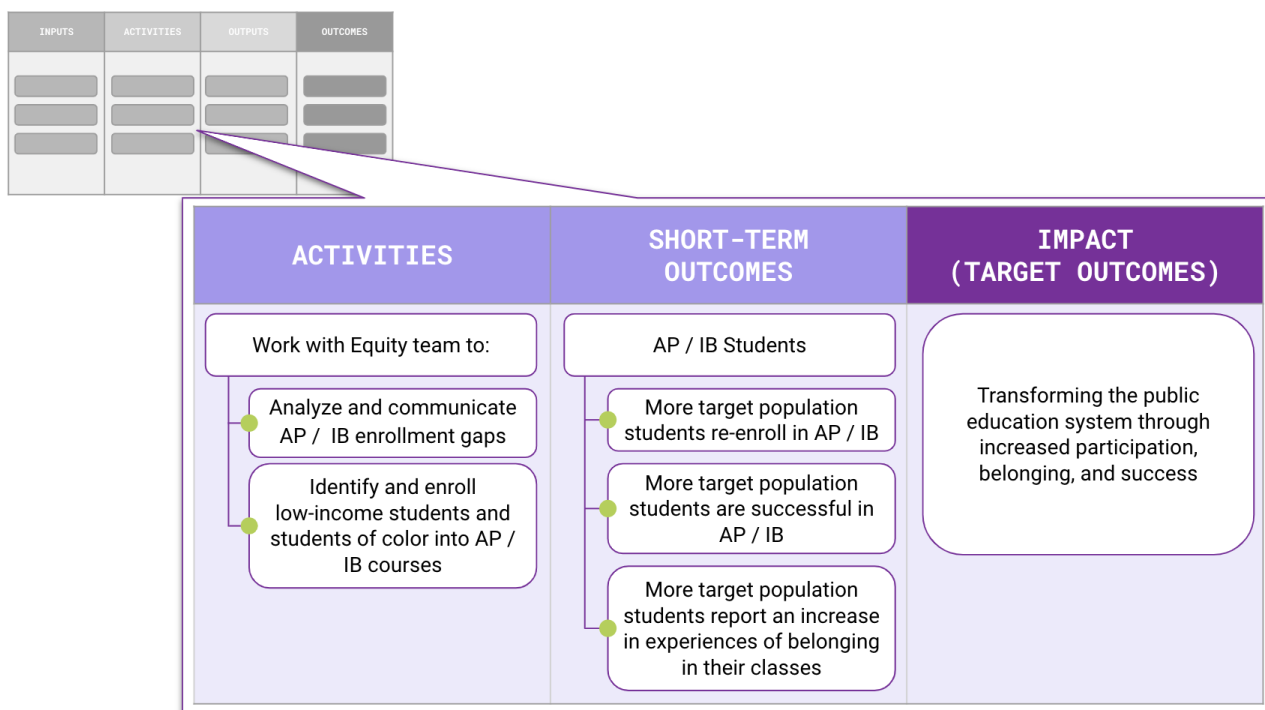 INPUTS
ACTIVITIES
OUTPUTS
OUTCOMES
ACTIVITIES
SHORT-TERM
OUTCOMES
IMPACT
(TARGET OUTCOMES)
Work with Equity team to:
Analyze and communicate
AP / IB enrollment gaps
Identify and enroll
low-income students and
students of color into AP /
IB courses
AP / IB Students
More target population
students re-enroll in AP / IB
More target population
students are successful in
AP / IB
More target population
students report an increase
in experiences of belonging
in their classes
Transforming the public
education system through
increased participation,
belonging, and success